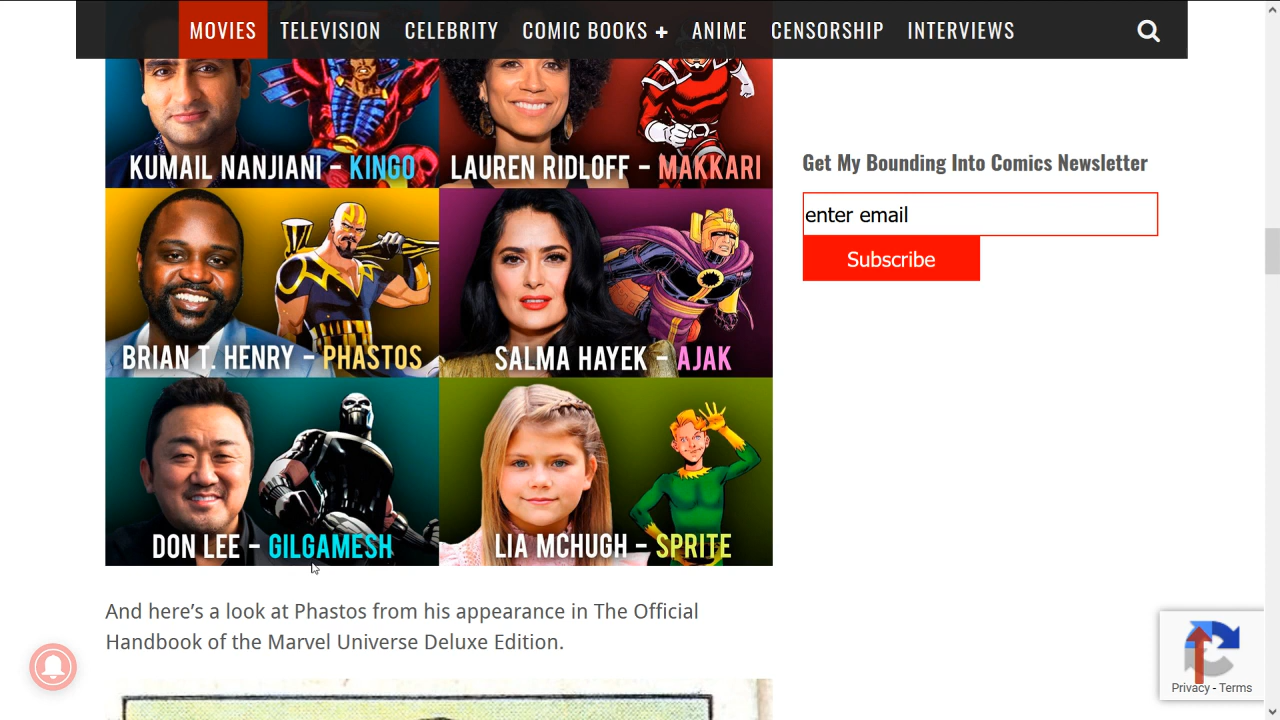 MOVIES TELEVISION CELEBRITY COMIC BOOKS + ANIME CENSORSHIP INTERVIEWS
KUMAIL NANJIANI - KINGO
LAUREN RIDLOFF - MAKKARI
BRIAN T. HENRY - PHASTOS
SALMA HAYEK - AJAK
DON LEE - GILGAMESH
LIA MCHUGH - SPRITE
And here's a look at Phastos from his appearance in The Official
Handbook of the Marvel Universe Deluxe Edition.
Get My Bounding Into Comics Newsletter
enter email
Subscribe
Privacy - Terms